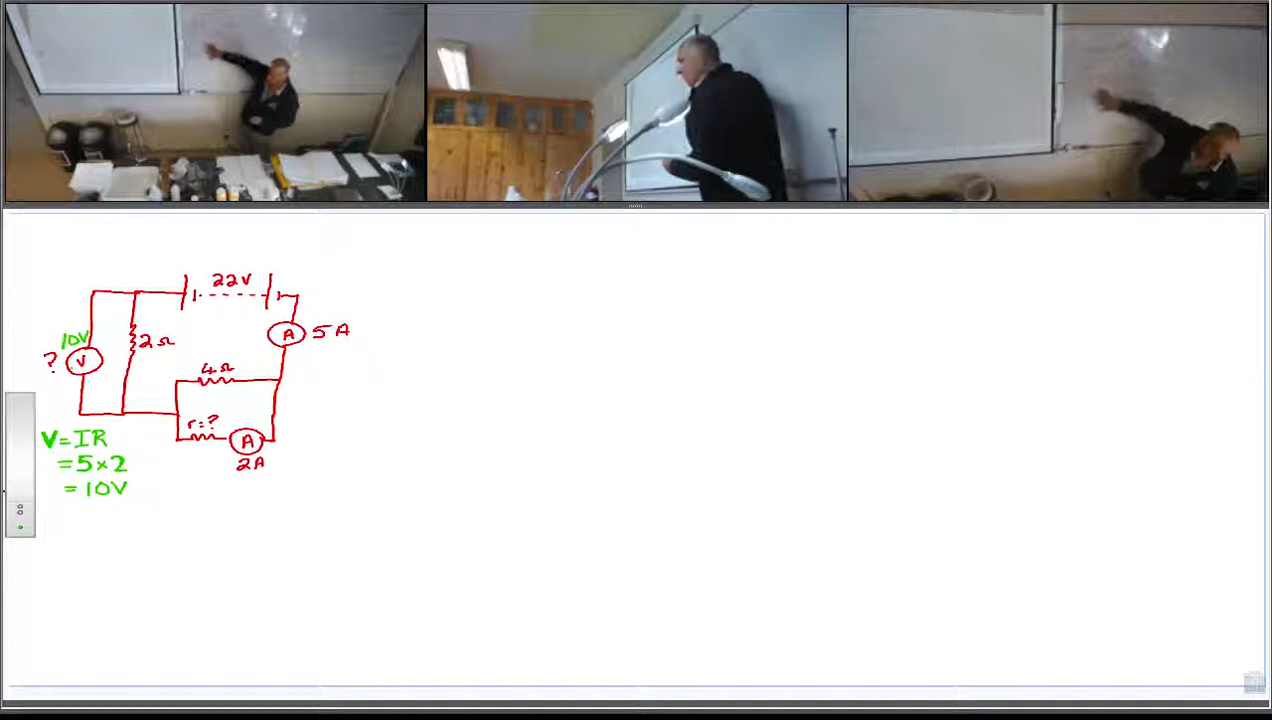 22V
10V
2Ω
A 5A
? V
4Ω
r=?
A
2A
V=IR
=5×2
=10V